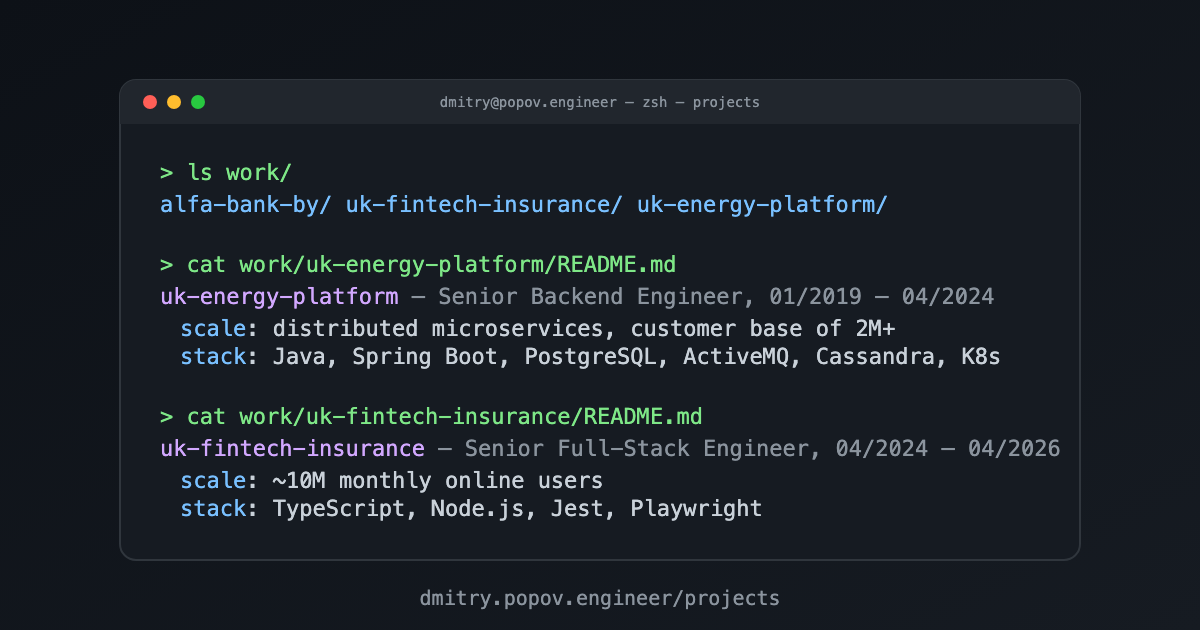 dmitry@popov.engineer — zsh — projects
> ls work/
alfa-bank-by/ uk-fintech-insurance/ uk-energy-platform/
> cat work/uk-energy-platform/README.md
uk-energy-platform — Senior Backend Engineer, 01/2019 — 04/2024
scale: distributed microservices, customer base of 2M+
stack: Java, Spring Boot, PostgreSQL, ActiveMQ, Cassandra, K8s
> cat work/uk-fintech-insurance/README.md
uk-fintech-insurance — Senior Full-Stack Engineer, 04/2024 — 04/2026
scale: ~10M monthly online users
stack: TypeScript, Node.js, Jest, Playwright
dmitry.popov.engineer/projects